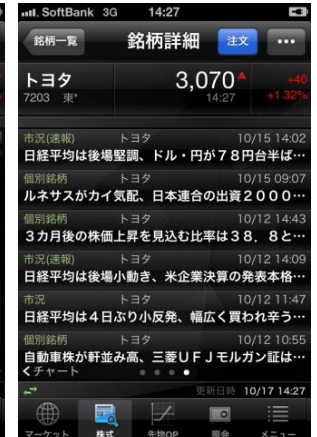 SoftBank 3G 14:27
銘柄一覧 銘柄詳細 注文 •••
トヨタ 3,070▲ +40
7203 東* 14:27 +1.32%
市況(速報) トヨタ 10/15 14:02
日経平均は後場堅調、ドル・円が78円台半ば…
個別銘柄 トヨタ 10/15 09:07
ルネサスがカイ気配、日本連合の出資2000…
個別銘柄 トヨタ 10/12 14:43
3カ月後の株価上昇を見込む比率は38.8と…
市況(速報) トヨタ 10/12 14:09
日経平均は後場小動き、米企業決算の発表本格…
市況 トヨタ 10/12 11:47
日経平均は4日ぶり小反発、幅広く買われ辛う…
個別銘柄 トヨタ 10/12 10:55
自動車株が軒並み高、三菱UFJモルガン証は…
チャート
更新日時 10/17 14:27
マーケット 株式 先物OP 照会 メニュー